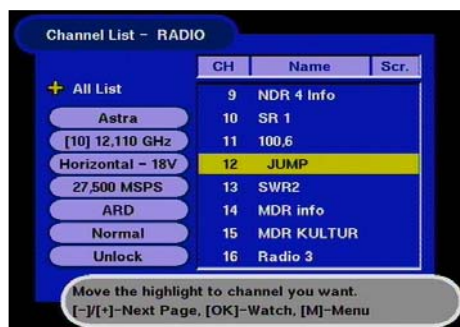 Channel List - RADIO
CH Name Scr.
All List
Astra
[10] 12,110 GHz
Horizontal - 18V
27,500 MSPS
ARD
Normal
Unlock
9 NDR 4 Info
10 SR 1
11 100,6
12 JUMP
13 SWR2
14 MDR info
15 MDR KULTUR
16 Radio 3
Move the highlight to channel you want.
[-]/[+]-Next Page, [OK]-Watch, [M]-Menu